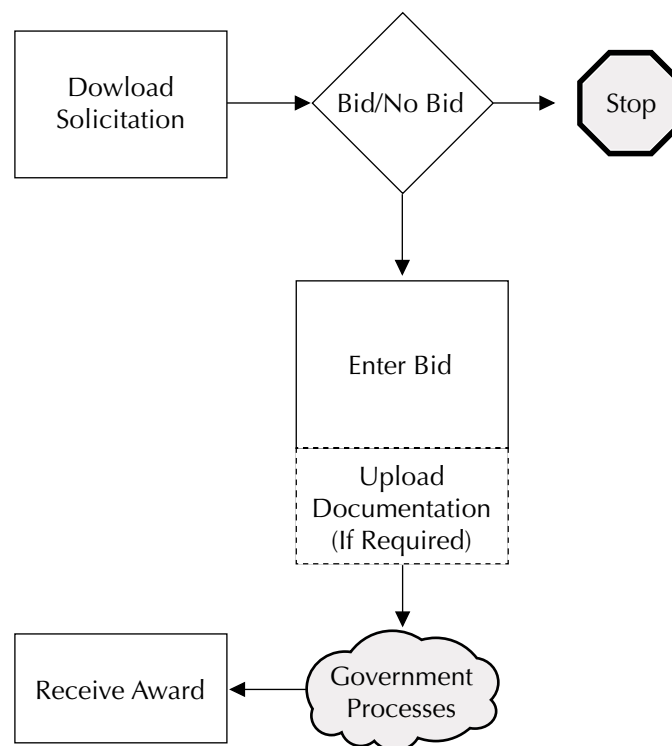 Dowload
Solicitation
Bid/No Bid
Stop
Enter Bid
Upload
Documentation
(If Required)
Government
Processes
Receive Award